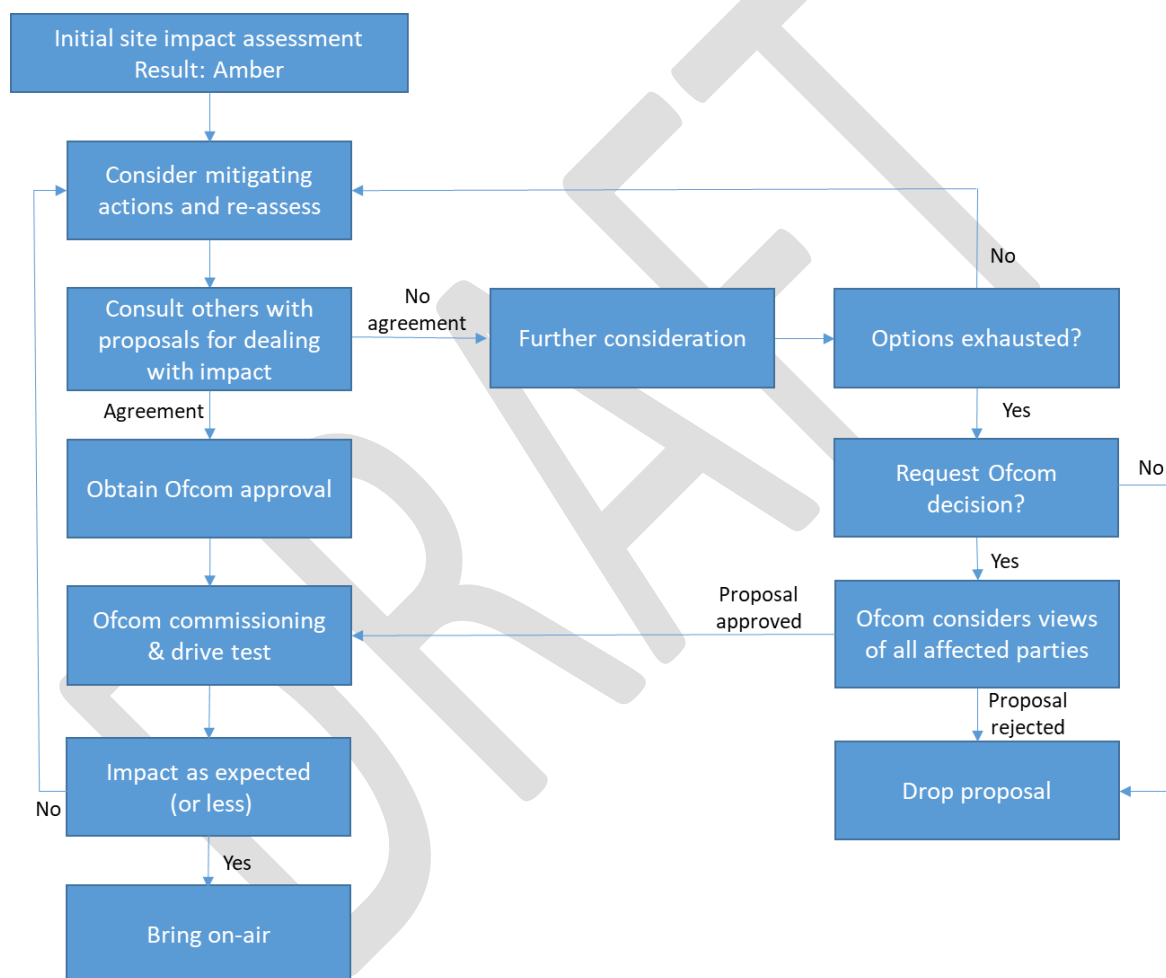 Initial site impact assessment
Result: Amber
Consider mitigating
actions and re-assess
No
Consult others with
proposals for dealing
with impact
No
agreement
Further consideration
Options exhausted?
Agreement
Yes
Obtain Ofcom approval
Request Ofcom
decision?
No
Yes
Ofcom commissioning
& drive test
Proposal
approved
Ofcom considers views
of all affected parties
Proposal
rejected
Impact as expected
(or less)
Drop proposal
No
Yes
Bring on-air
DRAFT